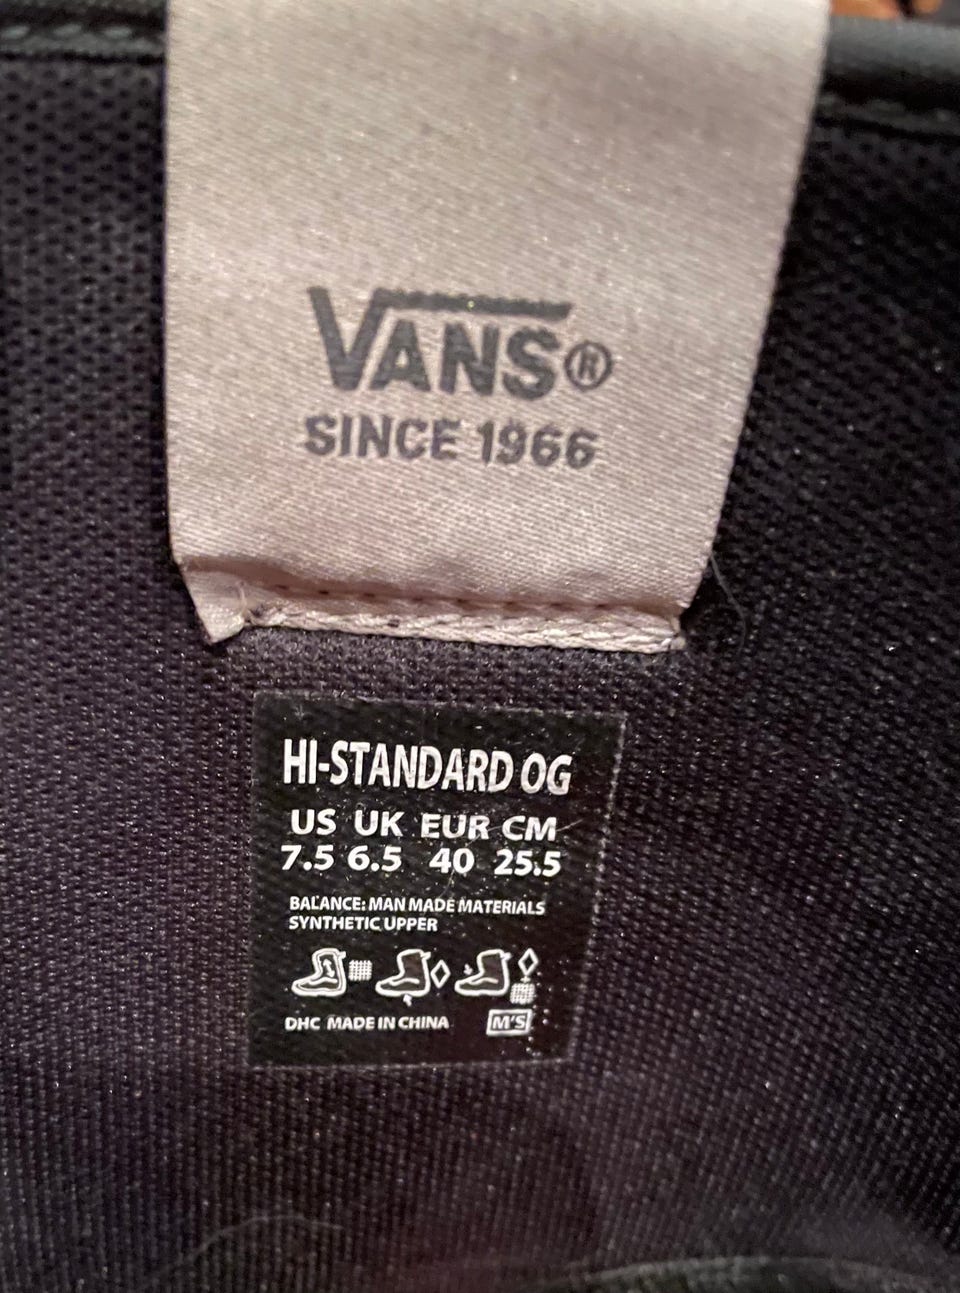 VANS®
SINCE 1966
HI-STANDARD OG
US UK EUR CM
7.5 6.5 40 25.5
BALANCE: MAN MADE MATERIALS
SYNTHETIC UPPER
DHC MADE IN CHINA M'S